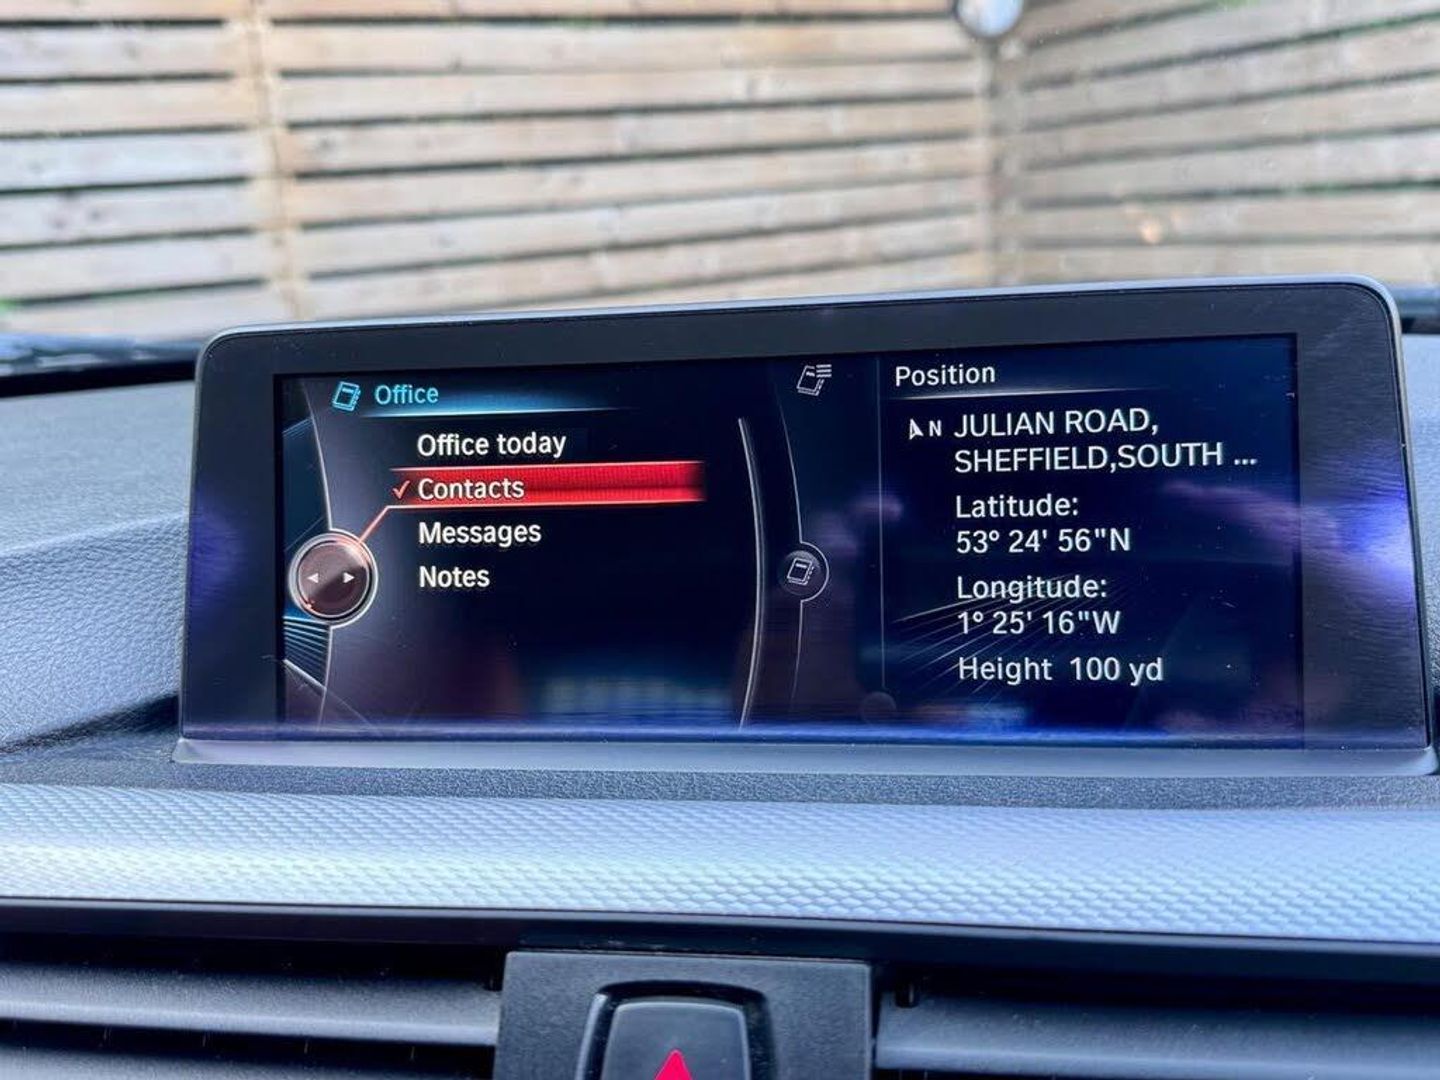 Office
Office today
✓ Contacts
Messages
Notes
Position
N JULIAN ROAD,
SHEFFIELD,SOUTH ...
Latitude:
53° 24' 56"N
Longitude:
1° 25' 16"W
Height 100 yd